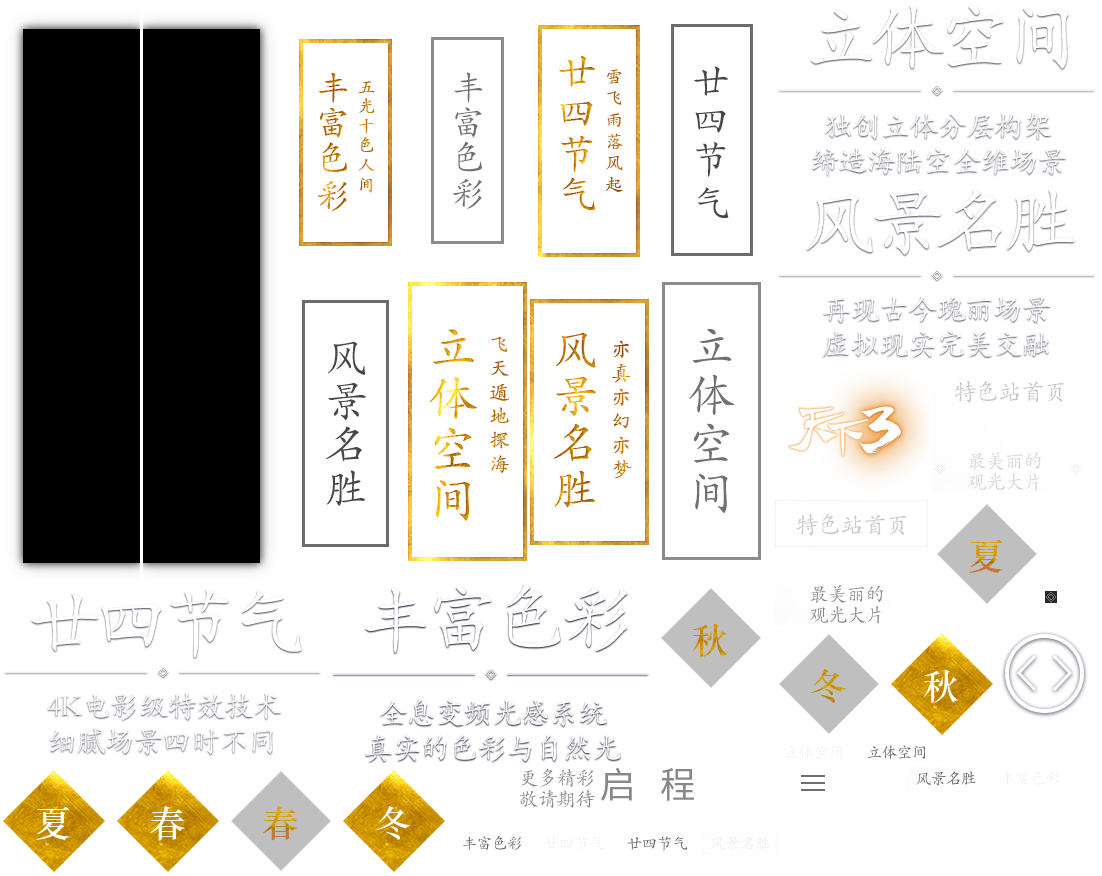 丰富色彩
五光十色人间
丰富色彩
廿四节气
雪飞雨落风起
廿四节气
立体空间
独创立体分层构架
缔造海陆空全维场景
风景名胜
再现古今瑰丽场景
虚拟现实完美交融
风景名胜
立体空间
飞天遁地探海
风景名胜
亦真亦幻亦梦
立体空间
天下3
特色站首页
最美丽的
观光大片
特色站首页
夏
最美丽的
观光大片
廿四节气
4K电影级特效技术
细腻场景四时不同
丰富色彩
全息变频光感系统
真实的色彩与自然光
秋
冬
秋
立体空间
立体空间
风景名胜
丰富色彩
夏
春
春
冬
更多精彩
敬请期待
启程
丰富色彩
廿四节气
廿四节气
风景名胜